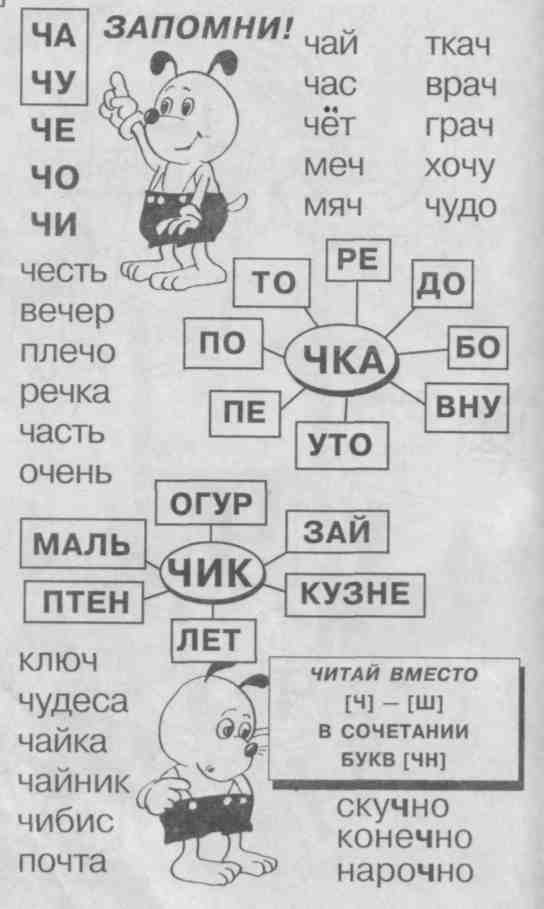 ЗАПОМНИ!
ЧА
ЧУ
ЧЕ
ЧО
ЧИ
чай ткач
час врач
чёт грач
меч хочу
мяч чудо
честь
вечер
плечо
речка
часть
очень
РЕ
ТО
ДО
ПО
ЧКА
БО
ПЕ
ВНУ
УТО
ОГУР
МАЛЬ
ЗАЙ
ЧИК
ПТЕН
КУЗНЕ
ЛЕТ
ключ
чудеса
чайка
чайник
чибис
почта
ЧИТАЙ ВМЕСТО
[Ч] – [Ш]
В СОЧЕТАНИИ
БУКВ [ЧН]
скучно
конечно
нарочно